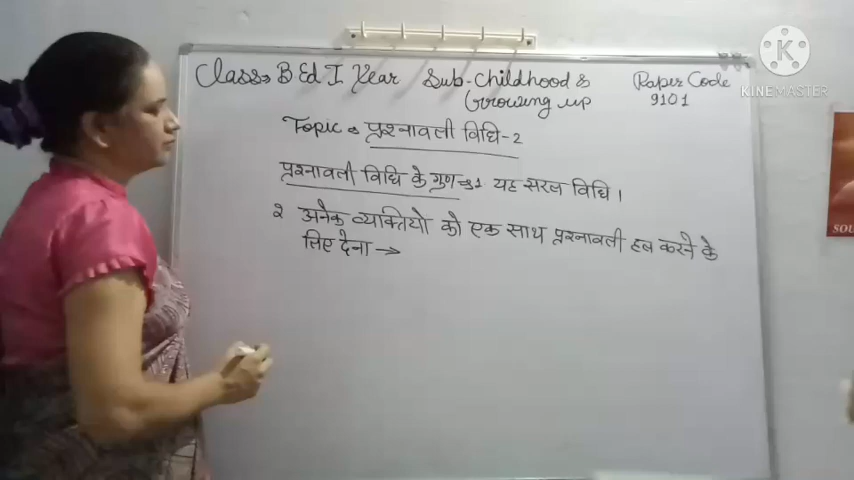 Class:- B Ed I Year Sub-Childhood & Growing up Paper Code 9101
Topic:- प्रश्नावली विधि-2
प्रश्नावली विधि के गुण:- 1 यह सरल विधि।
2 अनेक व्यक्तियो को एक साथ प्रश्नावली हल करने के
लिए देना →
K
KINEMASTER
SOU